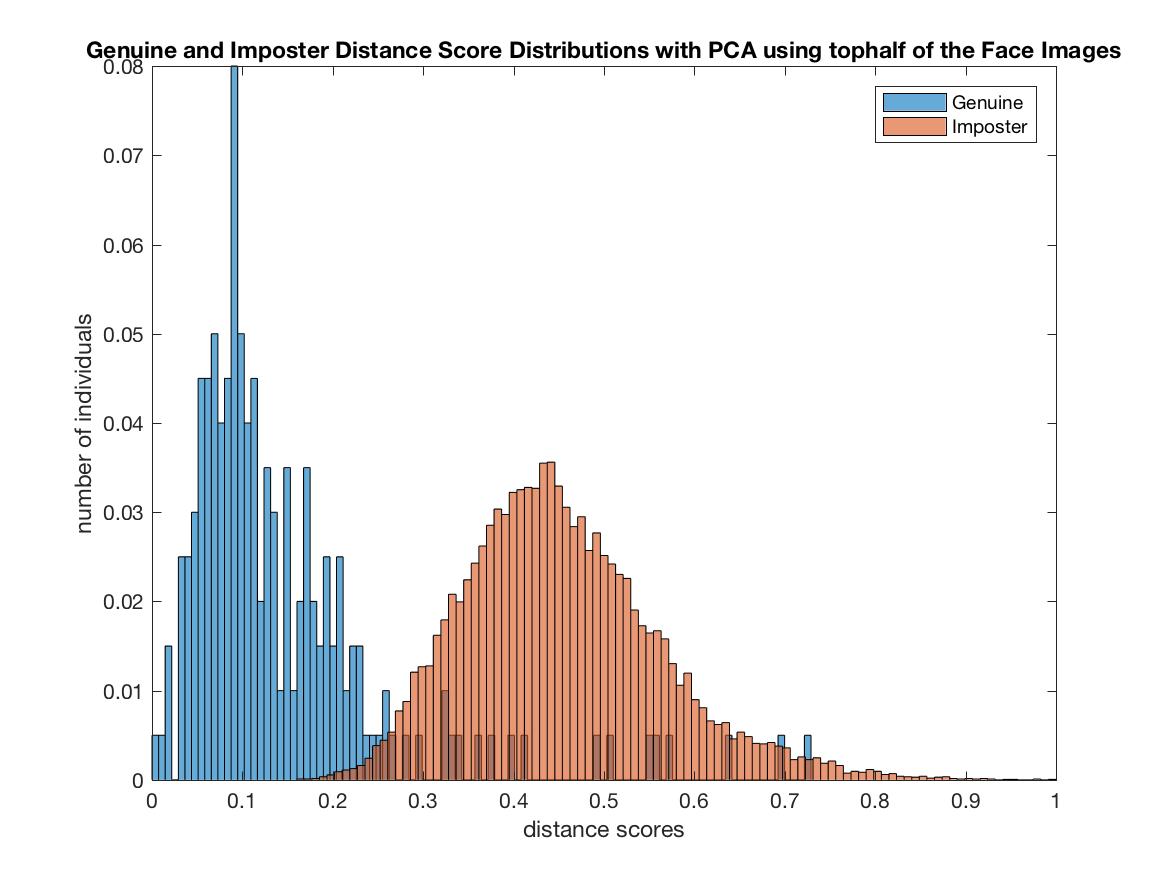 Genuine and Imposter Distance Score Distributions with PCA using tophalf of the Face Images
Genuine
Imposter
0.08
0.07
0.06
0.05
0.04
0.03
0.02
0.01
0
number of individuals
0 0.1 0.2 0.3 0.4 0.5 0.6 0.7 0.8 0.9 1
distance scores